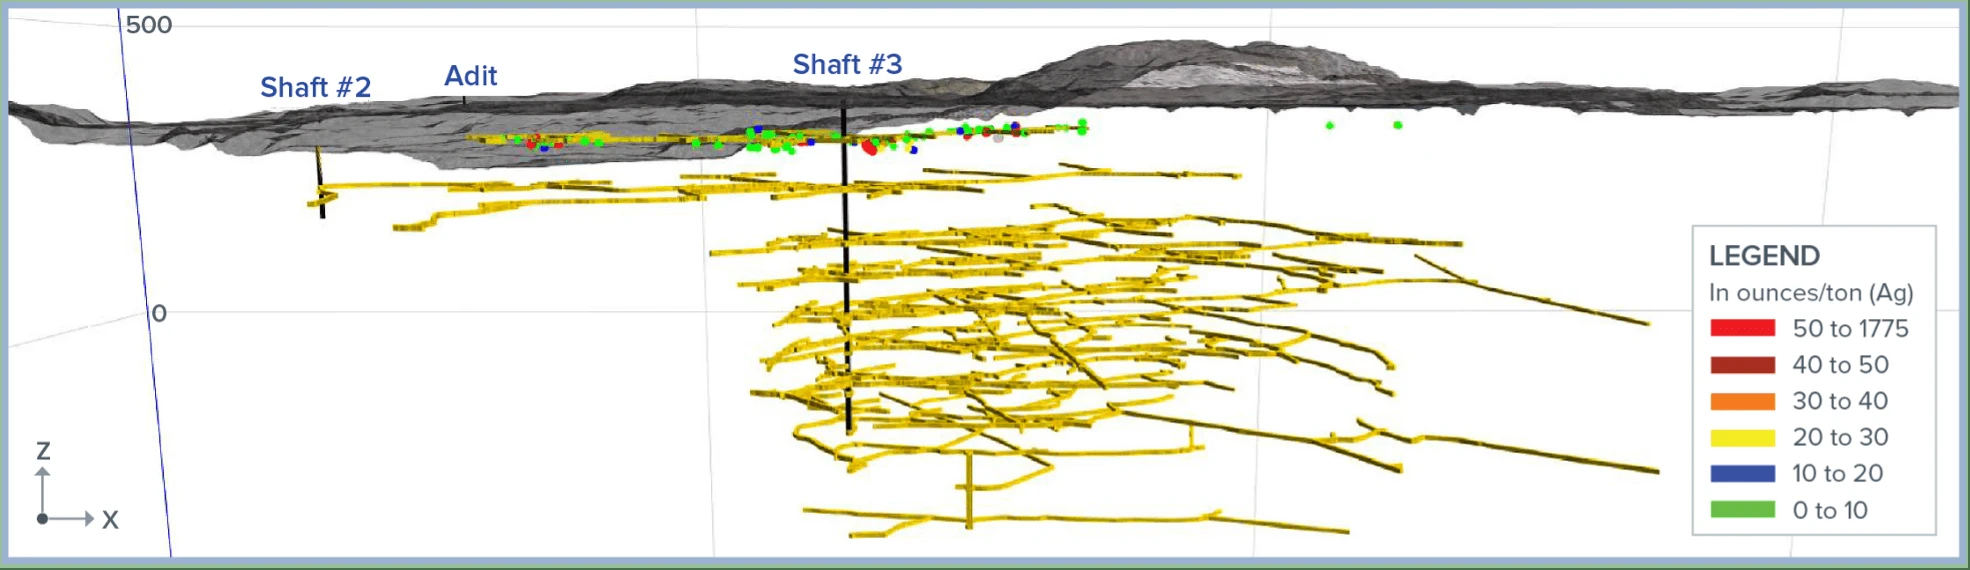 500
Shaft #2
Adit
Shaft #3
0
Z
X
LEGEND
In ounces/ton (Ag)
50 to 1775
40 to 50
30 to 40
20 to 30
10 to 20
0 to 10